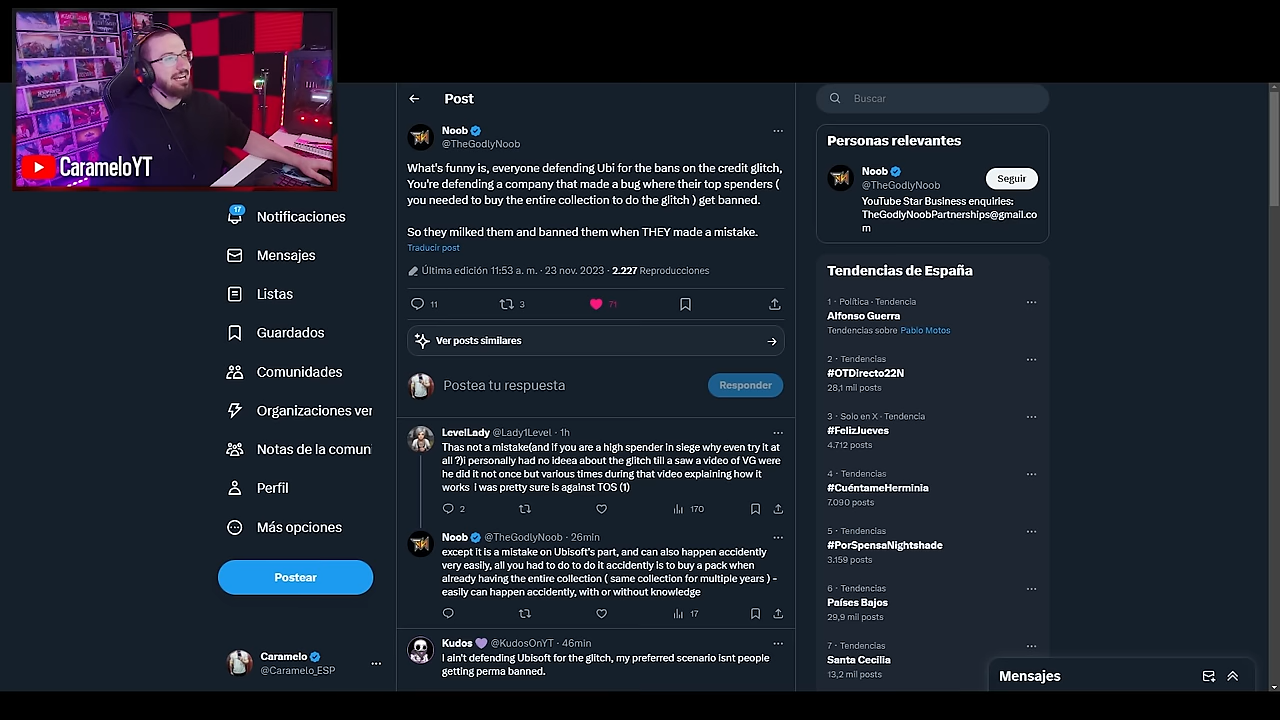 CarameloYT
Notificaciones
17
Mensajes
Listas
Guardados
Comunidades
Organizaciones ver
Notas de la comuni
Perfil
Más opciones
Postear
Caramelo
@Caramelo_ESP
Post
Noob
@TheGodlyNoob
What's funny is, everyone defending Ubi for the bans on the credit glitch,
You're defending a company that made a bug where their top spenders (
you needed to buy the entire collection to do the glitch ) get banned.
So they milked them and banned them when THEY made a mistake.
Traducir post
Última edición 11:53 a. m. · 23 nov. 2023 · 2.227 Reproducciones
11
3
71
Ver posts similares
Postea tu respuesta
Responder
LevelLady @Lady1Level · 1h
Thas not a mistake(and if you are a high spender in siege why even try it at
all ?)i personally had no ideea about the glitch till a saw a video of VG were
he did it not once but various times during that video explaining how it
works I was pretty sure is against TOS (1)
2
170
Noob @TheGodlyNoob · 26min
except it is a mistake on Ubisoft's part, and can also happen accidently
very easily, all you had to do to do it accidently is to buy a pack when
already having the entire collection ( same collection for multiple years ) -
easily can happen accidently, with or without knowledge
17
Kudos 💜 @KudosOnYT · 46min
I ain't defending Ubisoft for the glitch, my preferred scenario isnt people
getting perma banned.
Buscar
Personas relevantes
Noob
@TheGodlyNoob
Seguir
YouTube Star Business enquiries:
TheGodlyNoobPartnerships@gmail.co
m
Tendencias de España
1 · Política · Tendencia
Alfonso Guerra
Tendencias sobre Pablo Motos
2 · Tendencias
#OTDirecto22N
28,1 mil posts
3 · Solo en X · Tendencia
#FelizJueves
4.712 posts
4 · Tendencias
#CuéntameHerminia
7.090 posts
5 · Tendencias
#PorSpensaNightshade
3.159 posts
6 · Tendencias
Países Bajos
29,9 mil posts
7 · Tendencias
Santa Cecilia
13,2 mil posts
Mensajes